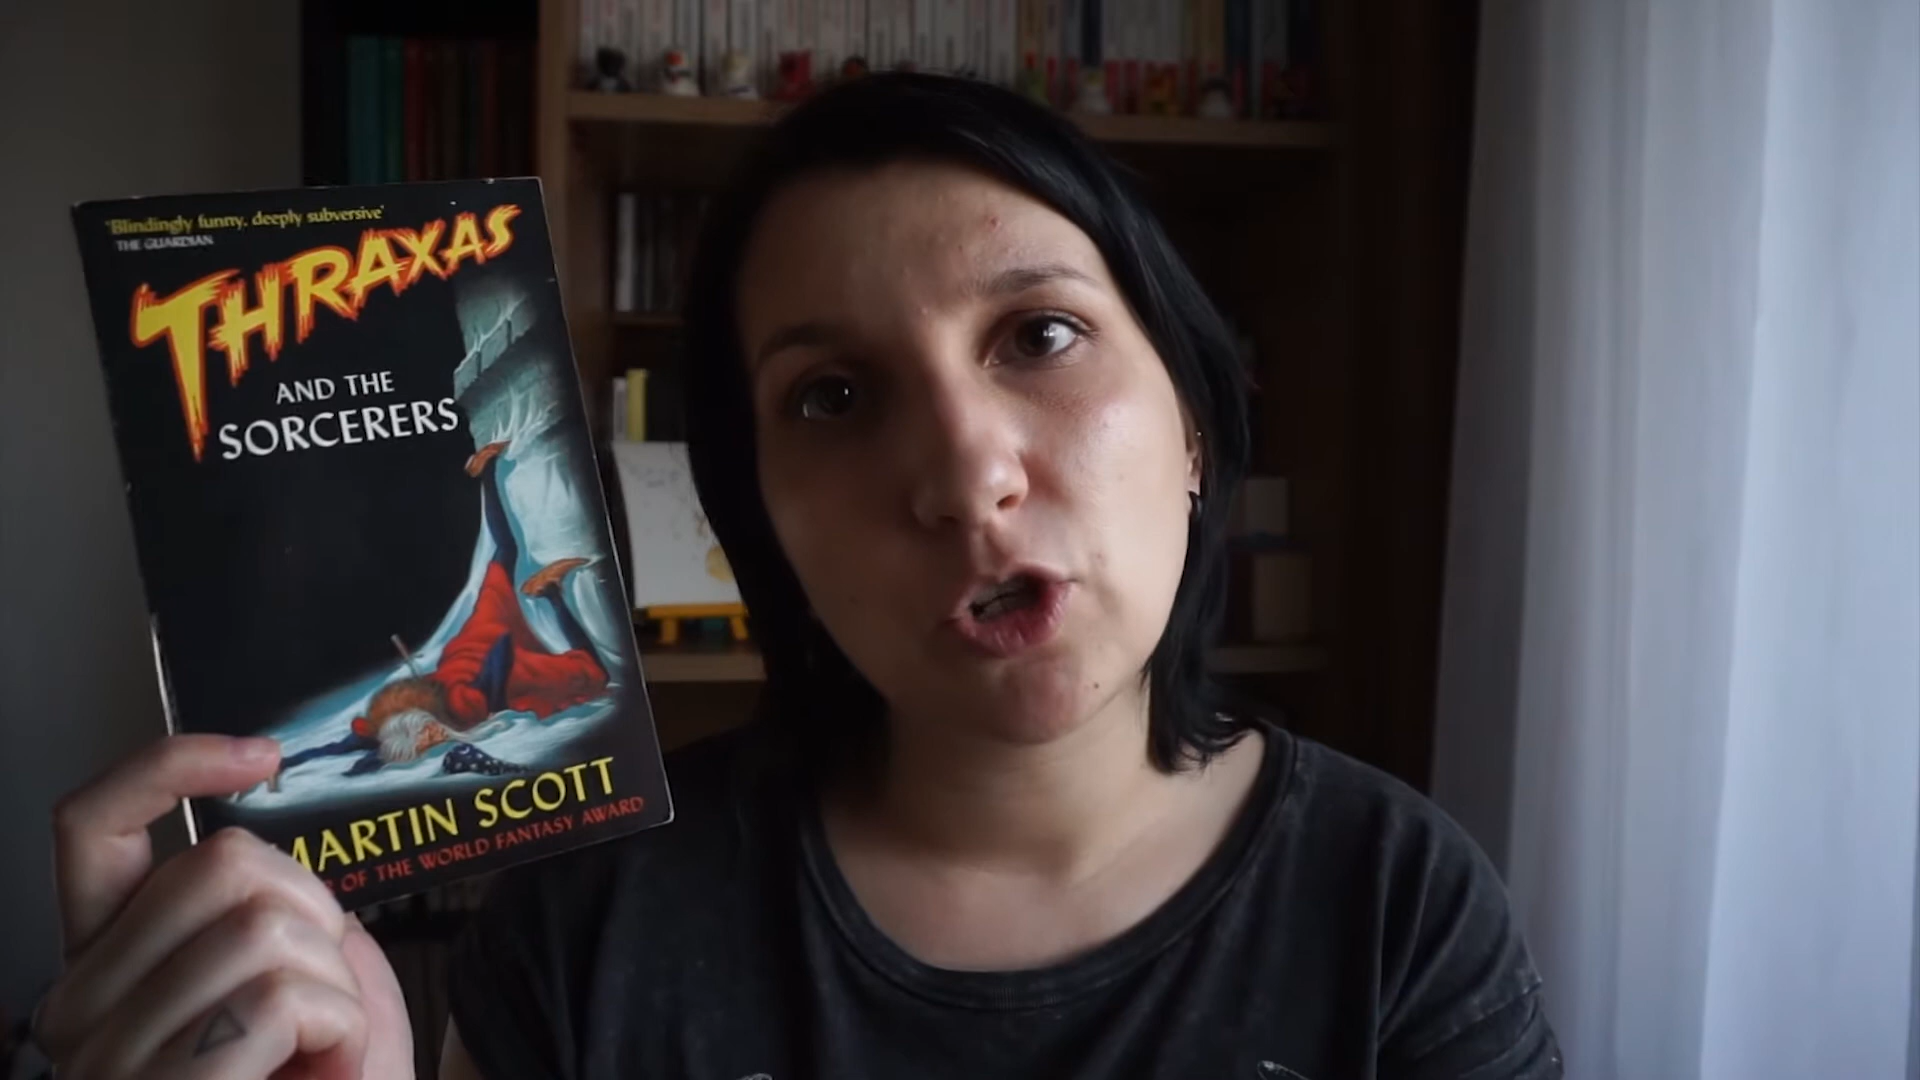 'Blindingly funny, deeply subversive'
THE GUARDIAN
THRAXAS
AND THE
SORCERERS
MARTIN SCOTT
OF THE WORLD FANTASY AWARD